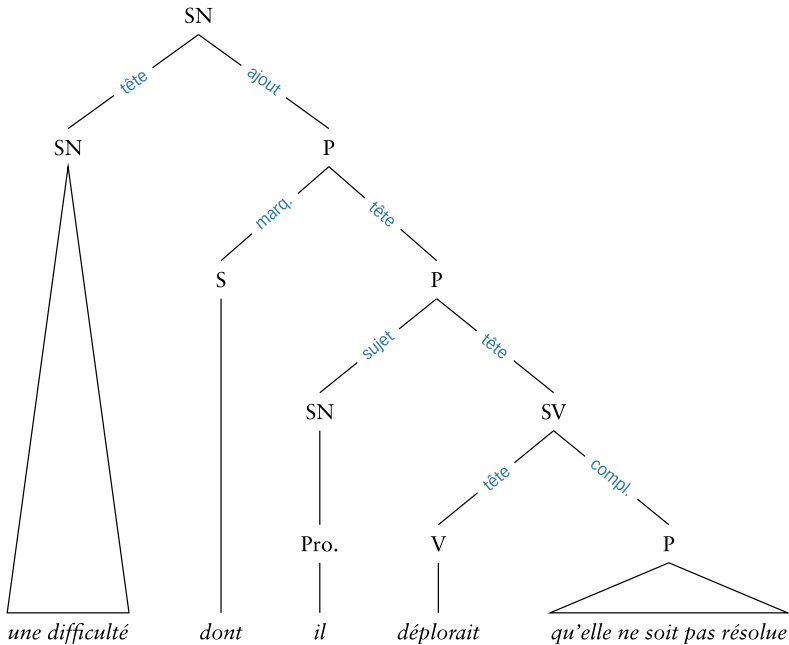 SN
tête ajout
SN P
marq. tête
S P
sujet tête
SN SV
tête compl.
Pro. V P
une difficulté dont il déplorait qu’elle ne soit pas résolue